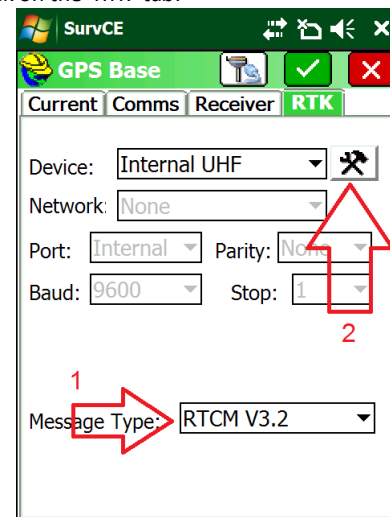 SurvCE
GPS Base
Current Comms Receiver RTK
Device: Internal UHF
Network: None
Port: Internal Parity: None
Baud: 9600 Stop: 1
2
1
Message Type: RTCM V3.2